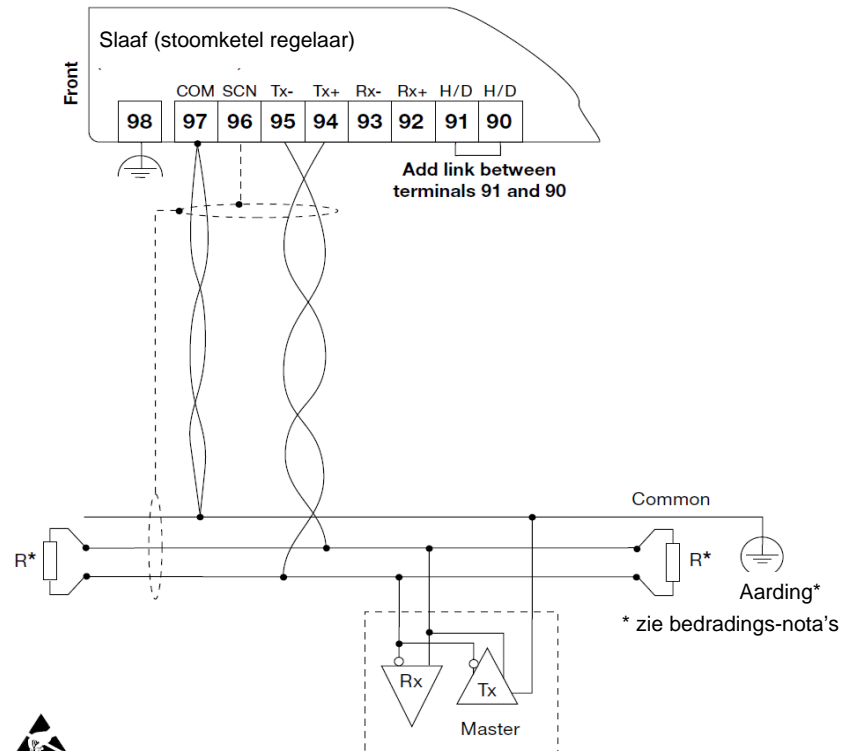 Slaaf (stoomketel regelaar)
Front
COM SCN Tx- Tx+ Rx- Rx+ H/D H/D
98 97 96 95 94 93 92 91 90
Add link between
terminals 91 and 90
Common
R*
R*
Aarding*
* zie bedradings-nota's
Rx
Tx
Master